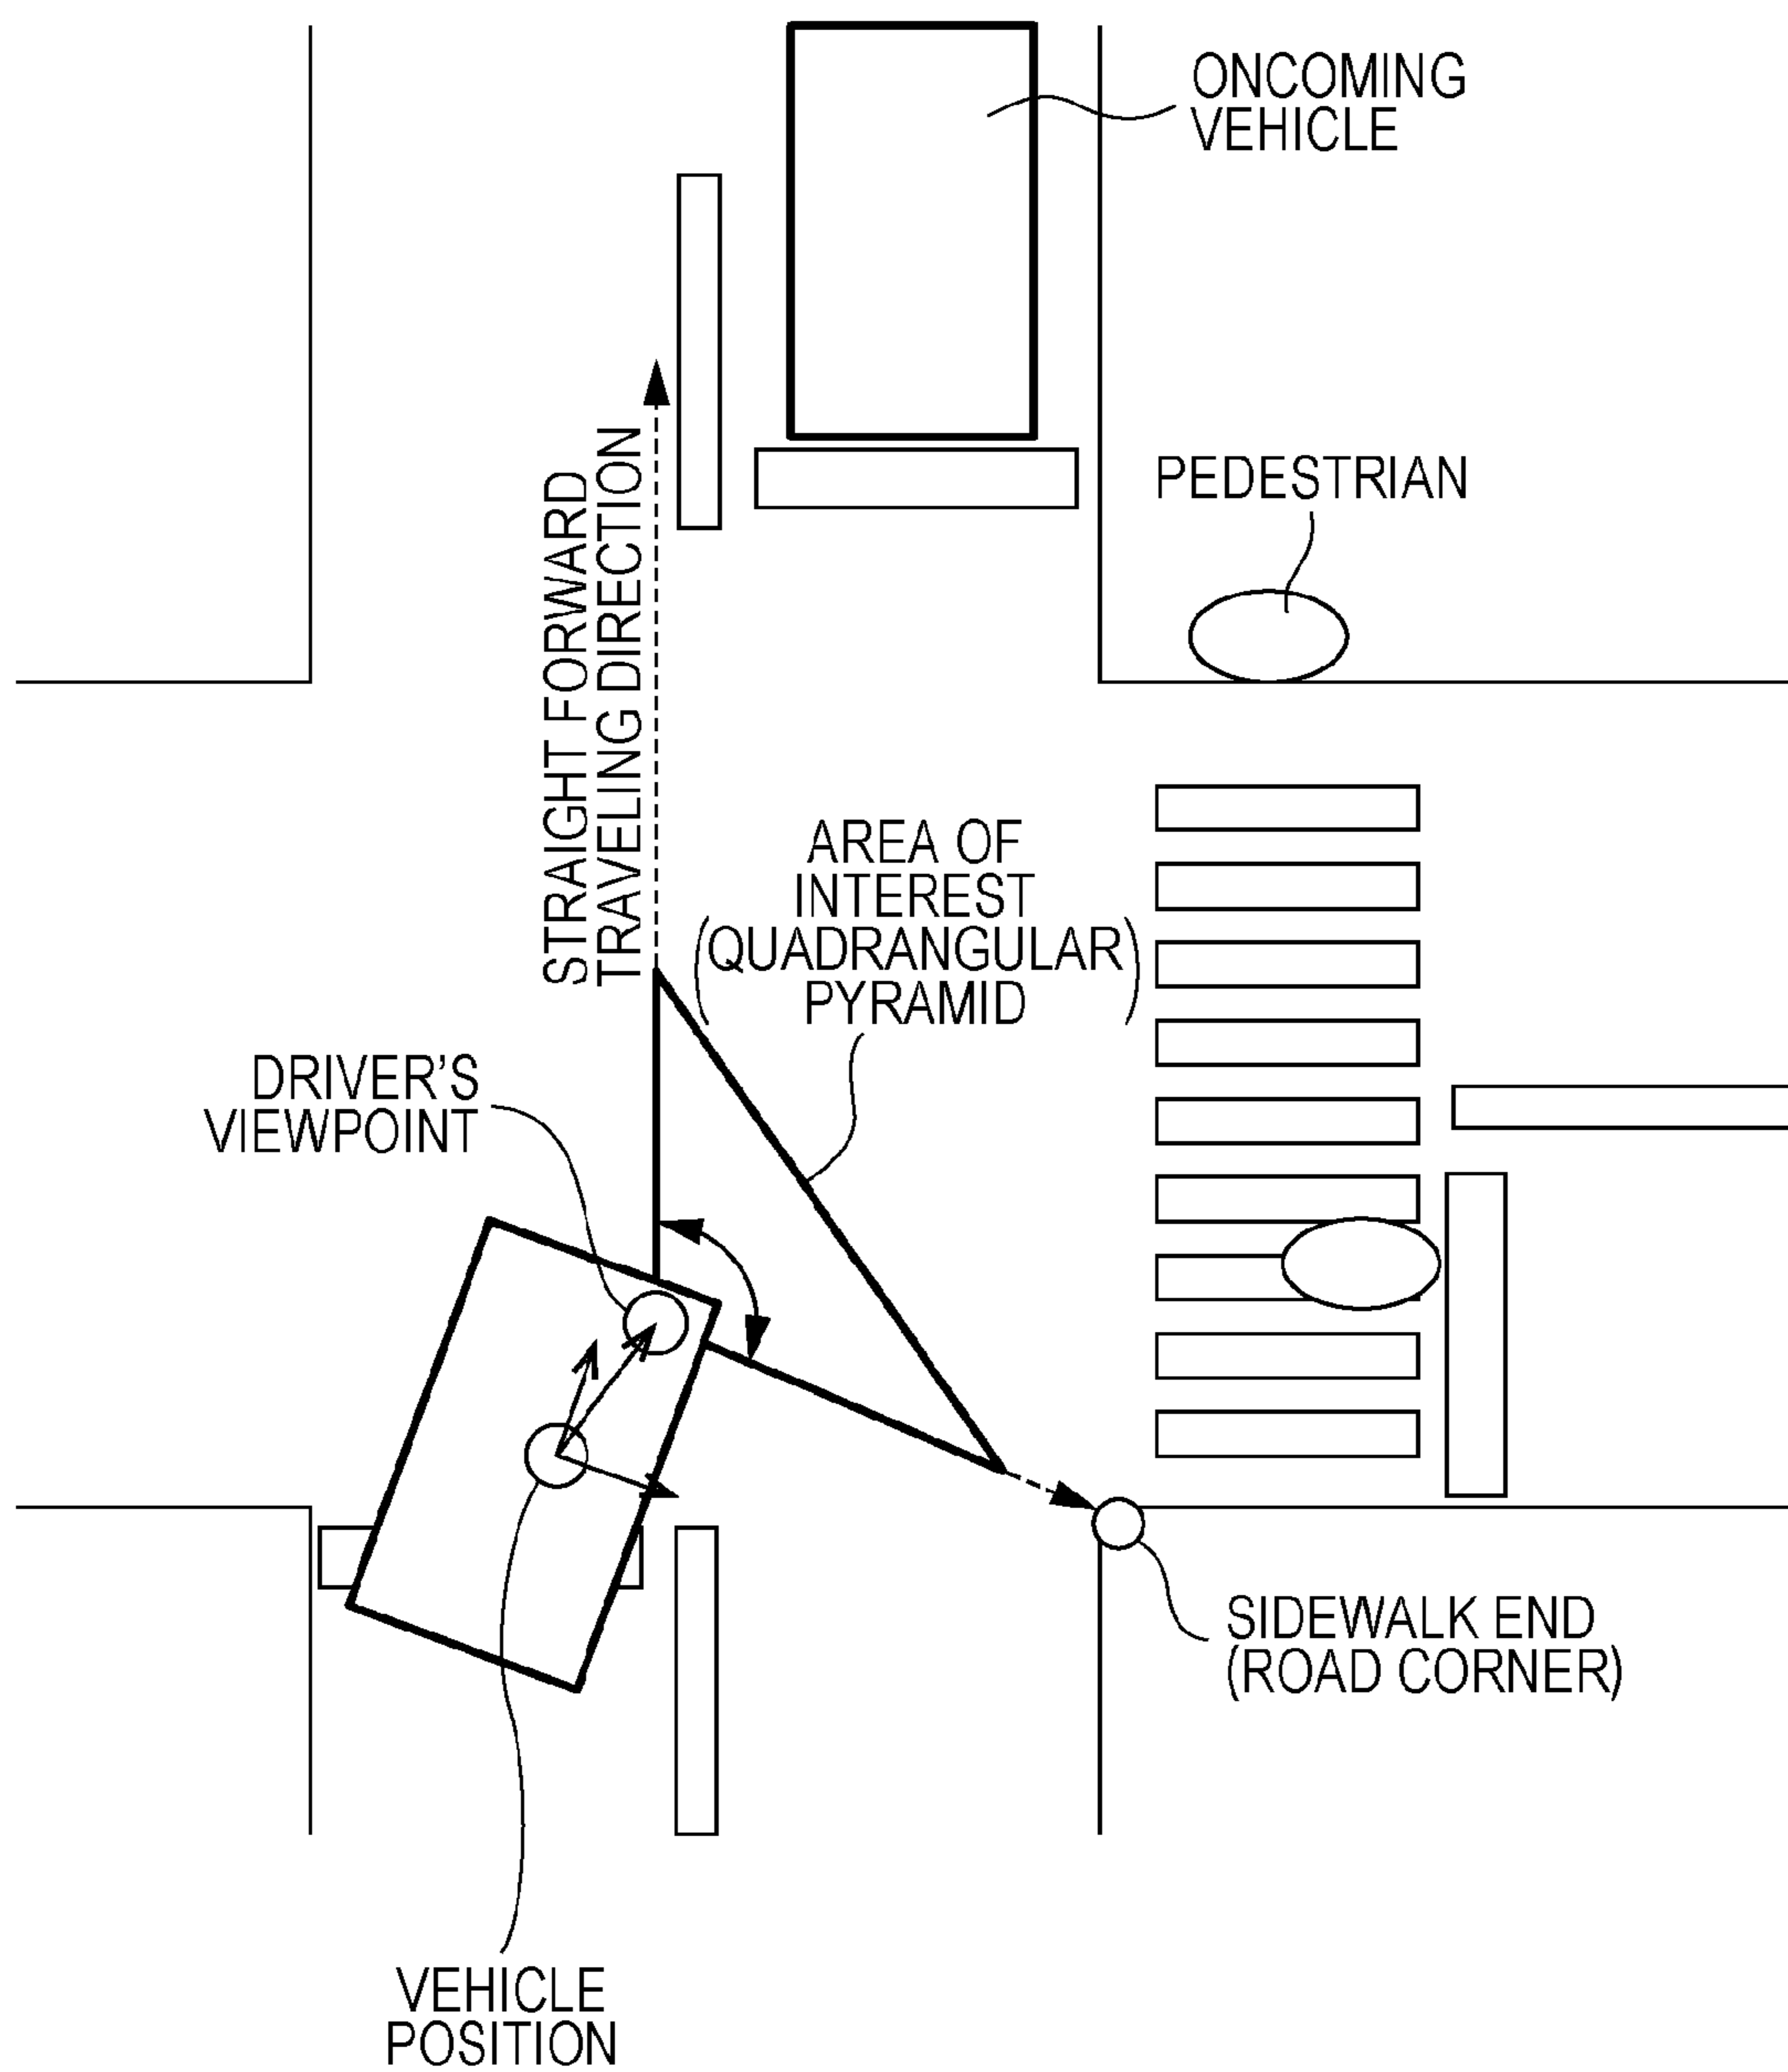 ONCOMING
VEHICLE
PEDESTRIAN
STRAIGHT FORWARD
TRAVELING DIRECTION
AREA OF
INTEREST
(QUADRANGULAR)
PYRAMID
DRIVER'S
VIEWPOINT
SIDEWALK END
(ROAD CORNER)
VEHICLE
POSITION